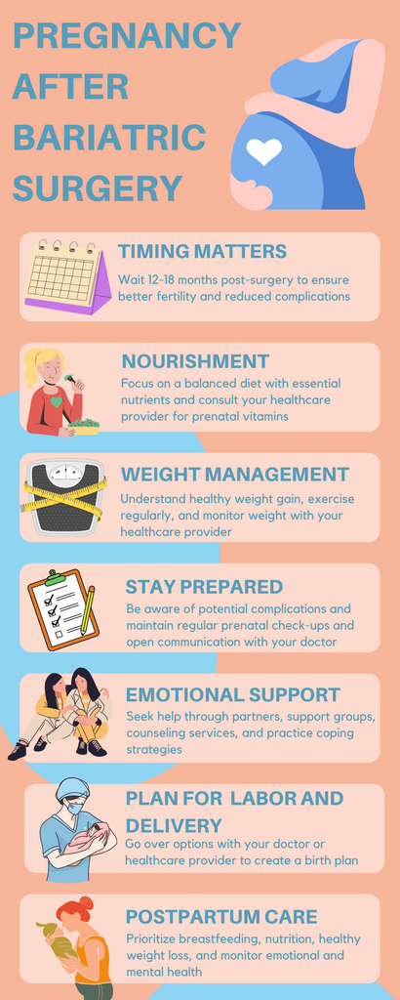 PREGNANCY
AFTER
BARIATRIC
SURGERY
TIMING MATTERS
Wait 12-18 months post-surgery to ensure
better fertility and reduced complications
NOURISHMENT
Focus on a balanced diet with essential
nutrients and consult your healthcare
provider for prenatal vitamins
WEIGHT MANAGEMENT
Understand healthy weight gain, exercise
regularly, and monitor weight with your
healthcare provider
STAY PREPARED
Be aware of potential complications and
maintain regular prenatal check-ups and
open communication with your doctor
EMOTIONAL SUPPORT
Seek help through partners, support groups,
counseling services, and practice coping
strategies
PLAN FOR LABOR AND
DELIVERY
Go over options with your doctor or
healthcare provider to create a birth plan
POSTPARTUM CARE
Prioritize breastfeeding, nutrition, healthy
weight loss, and monitor emotional and
mental health